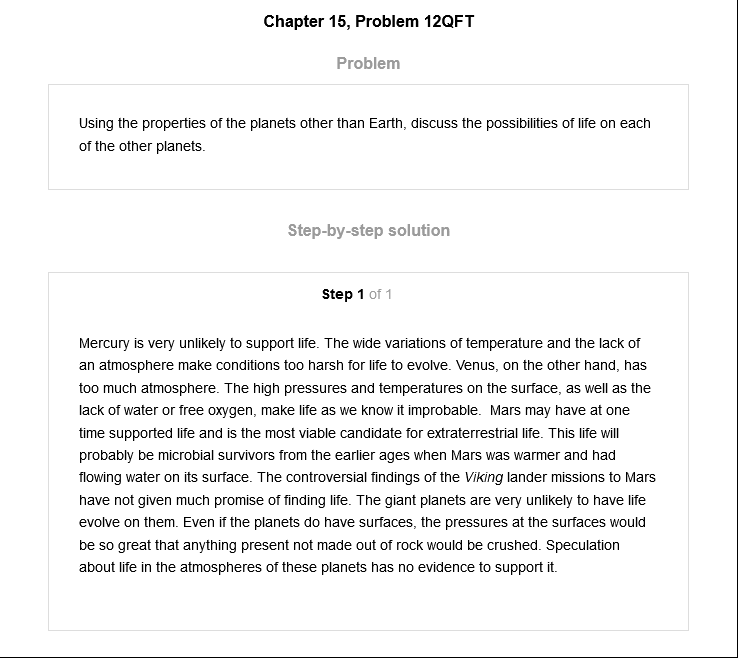 Chapter 15, Problem 12QFT
Problem
Using the properties of the planets other than Earth, discuss the possibilities of life on each
of the other planets.
Step-by-step solution
Step 1 of 1
Mercury is very unlikely to support life. The wide variations of temperature and the lack of
an atmosphere make conditions too harsh for life to evolve. Venus, on the other hand, has
too much atmosphere. The high pressures and temperatures on the surface, as well as the
lack of water or free oxygen, make life as we know it improbable.  Mars may have at one
time supported life and is the most viable candidate for extraterrestrial life. This life will
probably be microbial survivors from the earlier ages when Mars was warmer and had
flowing water on its surface. The controversial findings of the Viking lander missions to Mars
have not given much promise of finding life. The giant planets are very unlikely to have life
evolve on them. Even if the planets do have surfaces, the pressures at the surfaces would
be so great that anything present not made out of rock would be crushed. Speculation
about life in the atmospheres of these planets has no evidence to support it.